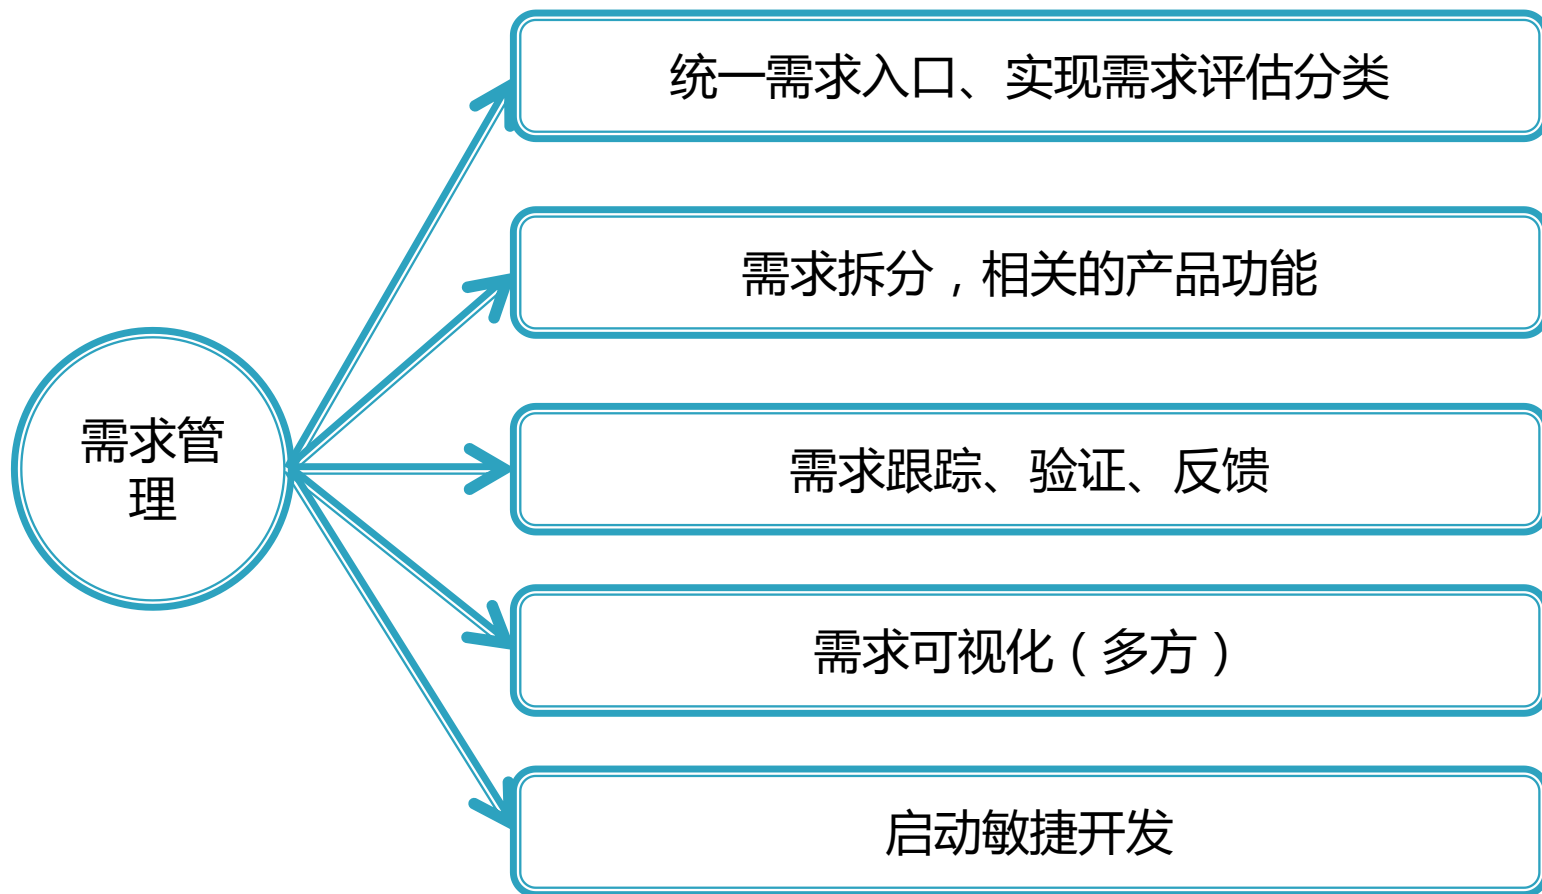 统一需求入口、实现需求评估分类
需求拆分，相关的产品功能
需求管
理
需求跟踪、验证、反馈
需求可视化（多方）
启动敏捷开发